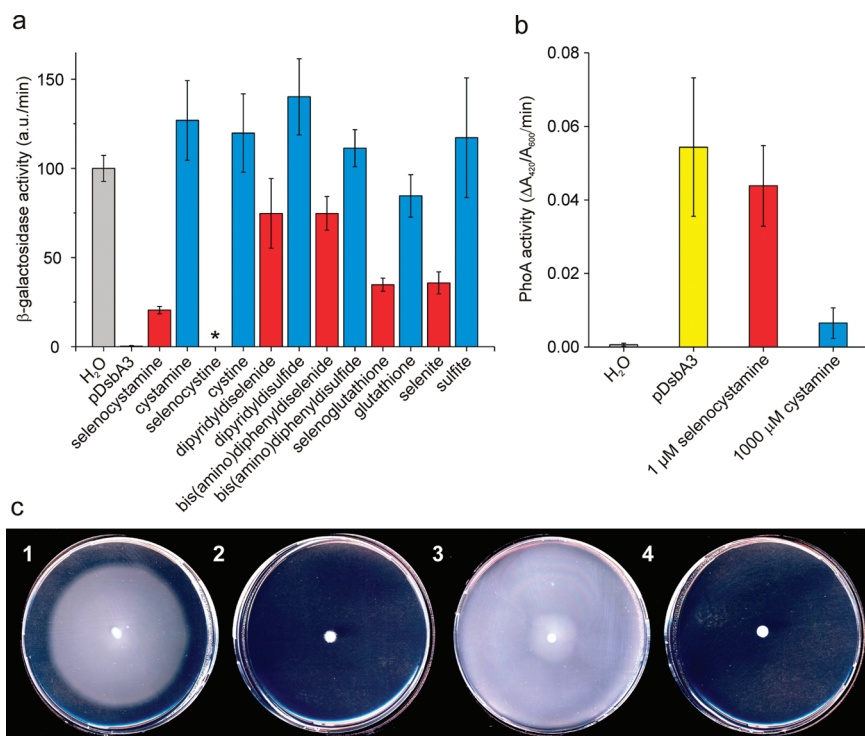 a
β-galactosidase activity (a.u./min)
150
100
50
0
*
H₂O
pDsbA3
selenocystamine
cystamine
selenocystine
cystine
dipyridyldiselenide
dipyridyldisulfide
bis(amino)diphenyldiselenide
bis(amino)diphenyldisulfide
selenoglutathione
glutathione
selenite
sulfite
b
PhoA activity (ΔA₄₂₀/A₆₀₀/min)
0.08
0.06
0.04
0.02
0.00
H₂O
pDsbA3
1 µM selenocystamine
1000 µM cystamine
c
1
2
3
4